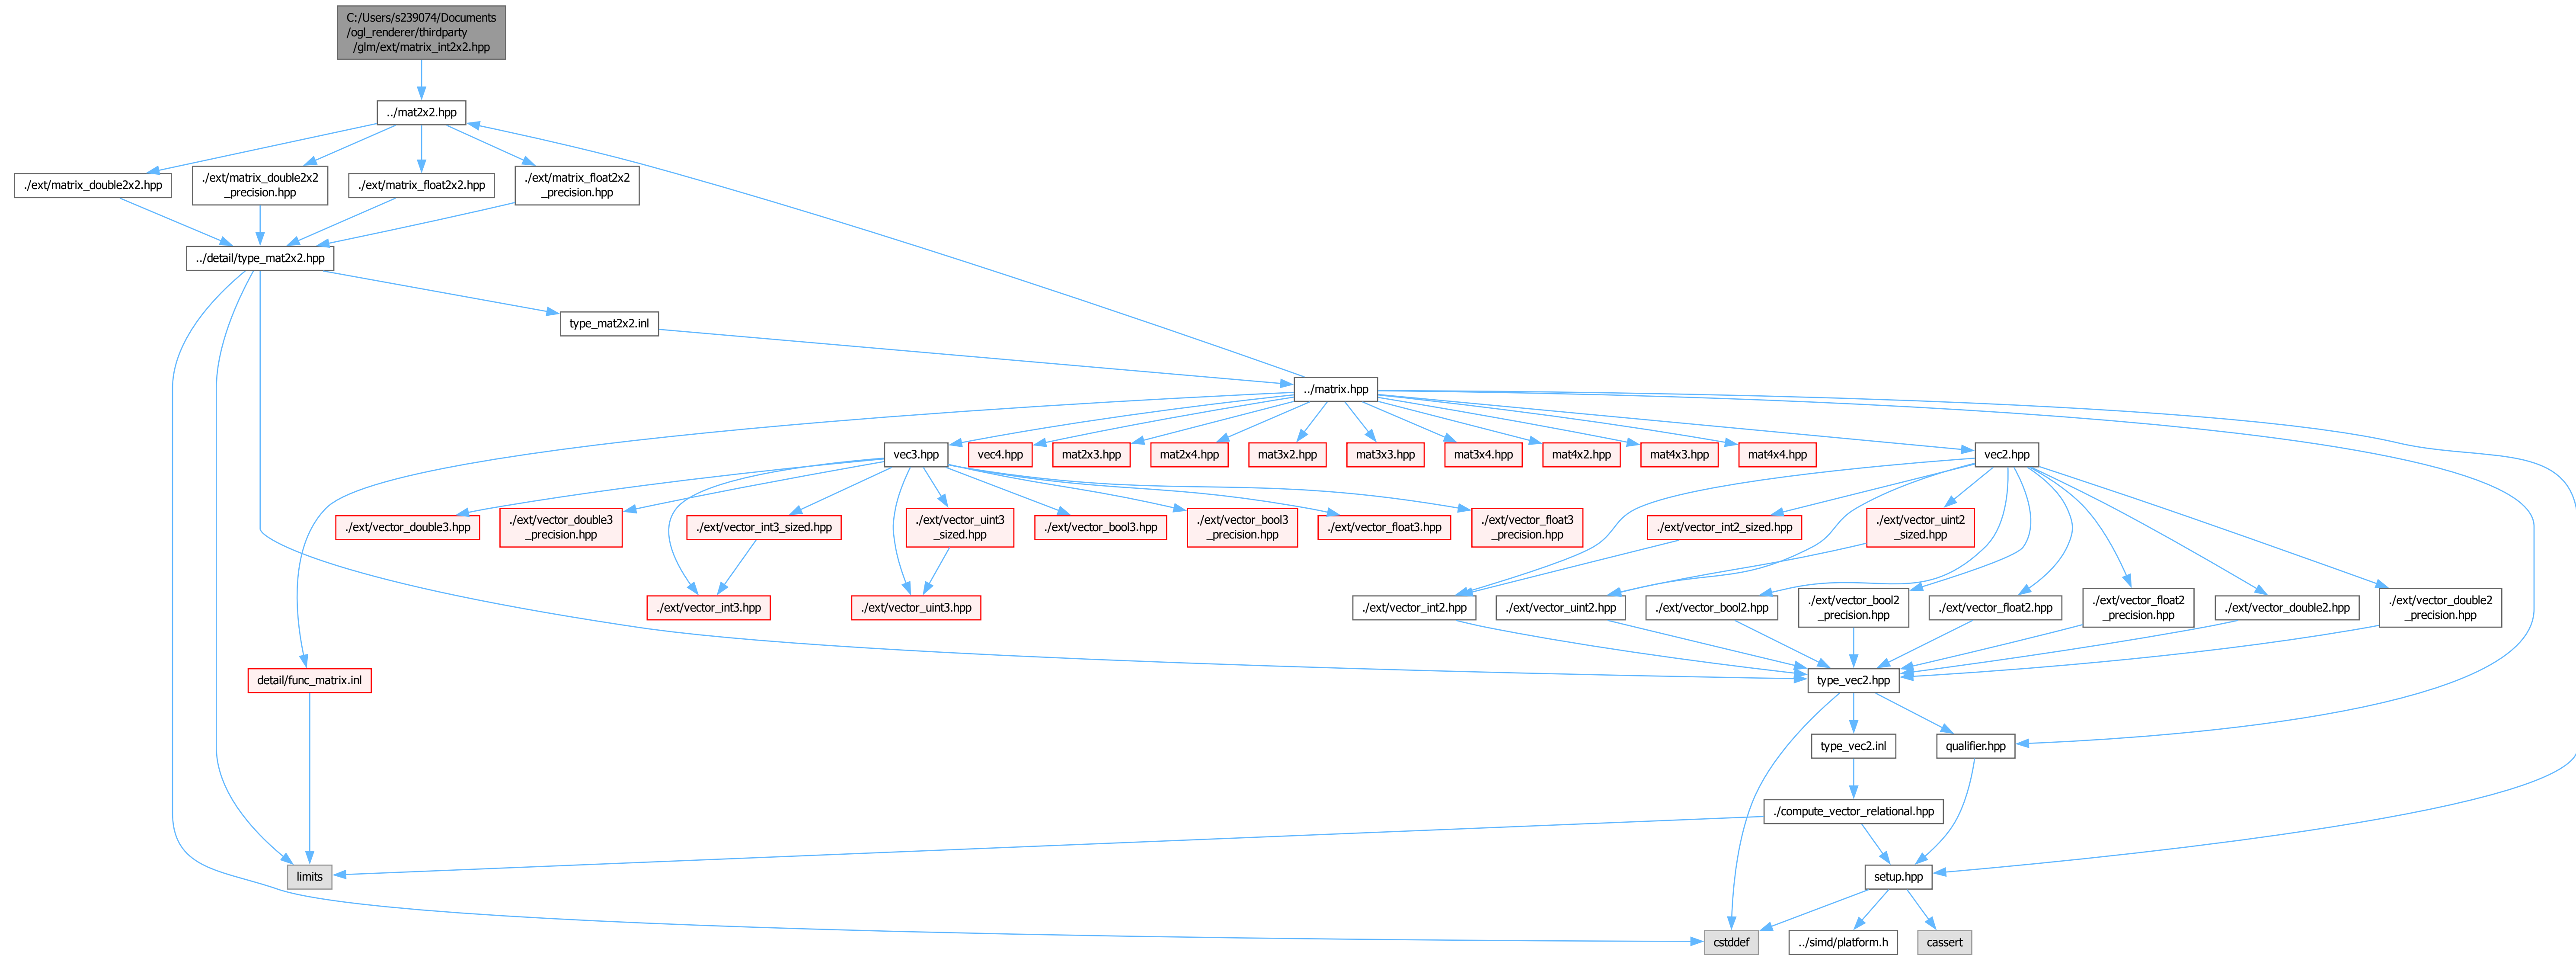 C:/Users/s239074/Documents
/ogl_renderer/thirdparty
/glm/ext/matrix_int2x2.hpp
../mat2x2.hpp
./ext/matrix_double2x2.hpp
./ext/matrix_double2x2
_precision.hpp
./ext/matrix_float2x2.hpp
./ext/matrix_float2x2
_precision.hpp
../detail/type_mat2x2.hpp
type_mat2x2.inl
../matrix.hpp
vec3.hpp
vec4.hpp
mat2x3.hpp
mat2x4.hpp
mat3x2.hpp
mat3x3.hpp
mat3x4.hpp
mat4x2.hpp
mat4x3.hpp
mat4x4.hpp
vec2.hpp
./ext/vector_double3.hpp
./ext/vector_double3
_precision.hpp
./ext/vector_int3_sized.hpp
./ext/vector_uint3
_sized.hpp
./ext/vector_bool3.hpp
./ext/vector_bool3
_precision.hpp
./ext/vector_float3.hpp
./ext/vector_float3
_precision.hpp
./ext/vector_int2_sized.hpp
./ext/vector_uint2
_sized.hpp
./ext/vector_int3.hpp
./ext/vector_uint3.hpp
./ext/vector_int2.hpp
./ext/vector_uint2.hpp
./ext/vector_bool2.hpp
./ext/vector_bool2
_precision.hpp
./ext/vector_float2.hpp
./ext/vector_float2
_precision.hpp
./ext/vector_double2.hpp
./ext/vector_double2
_precision.hpp
detail/func_matrix.inl
type_vec2.hpp
type_vec2.inl
qualifier.hpp
./compute_vector_relational.hpp
limits
setup.hpp
cstddef
../simd/platform.h
cassert